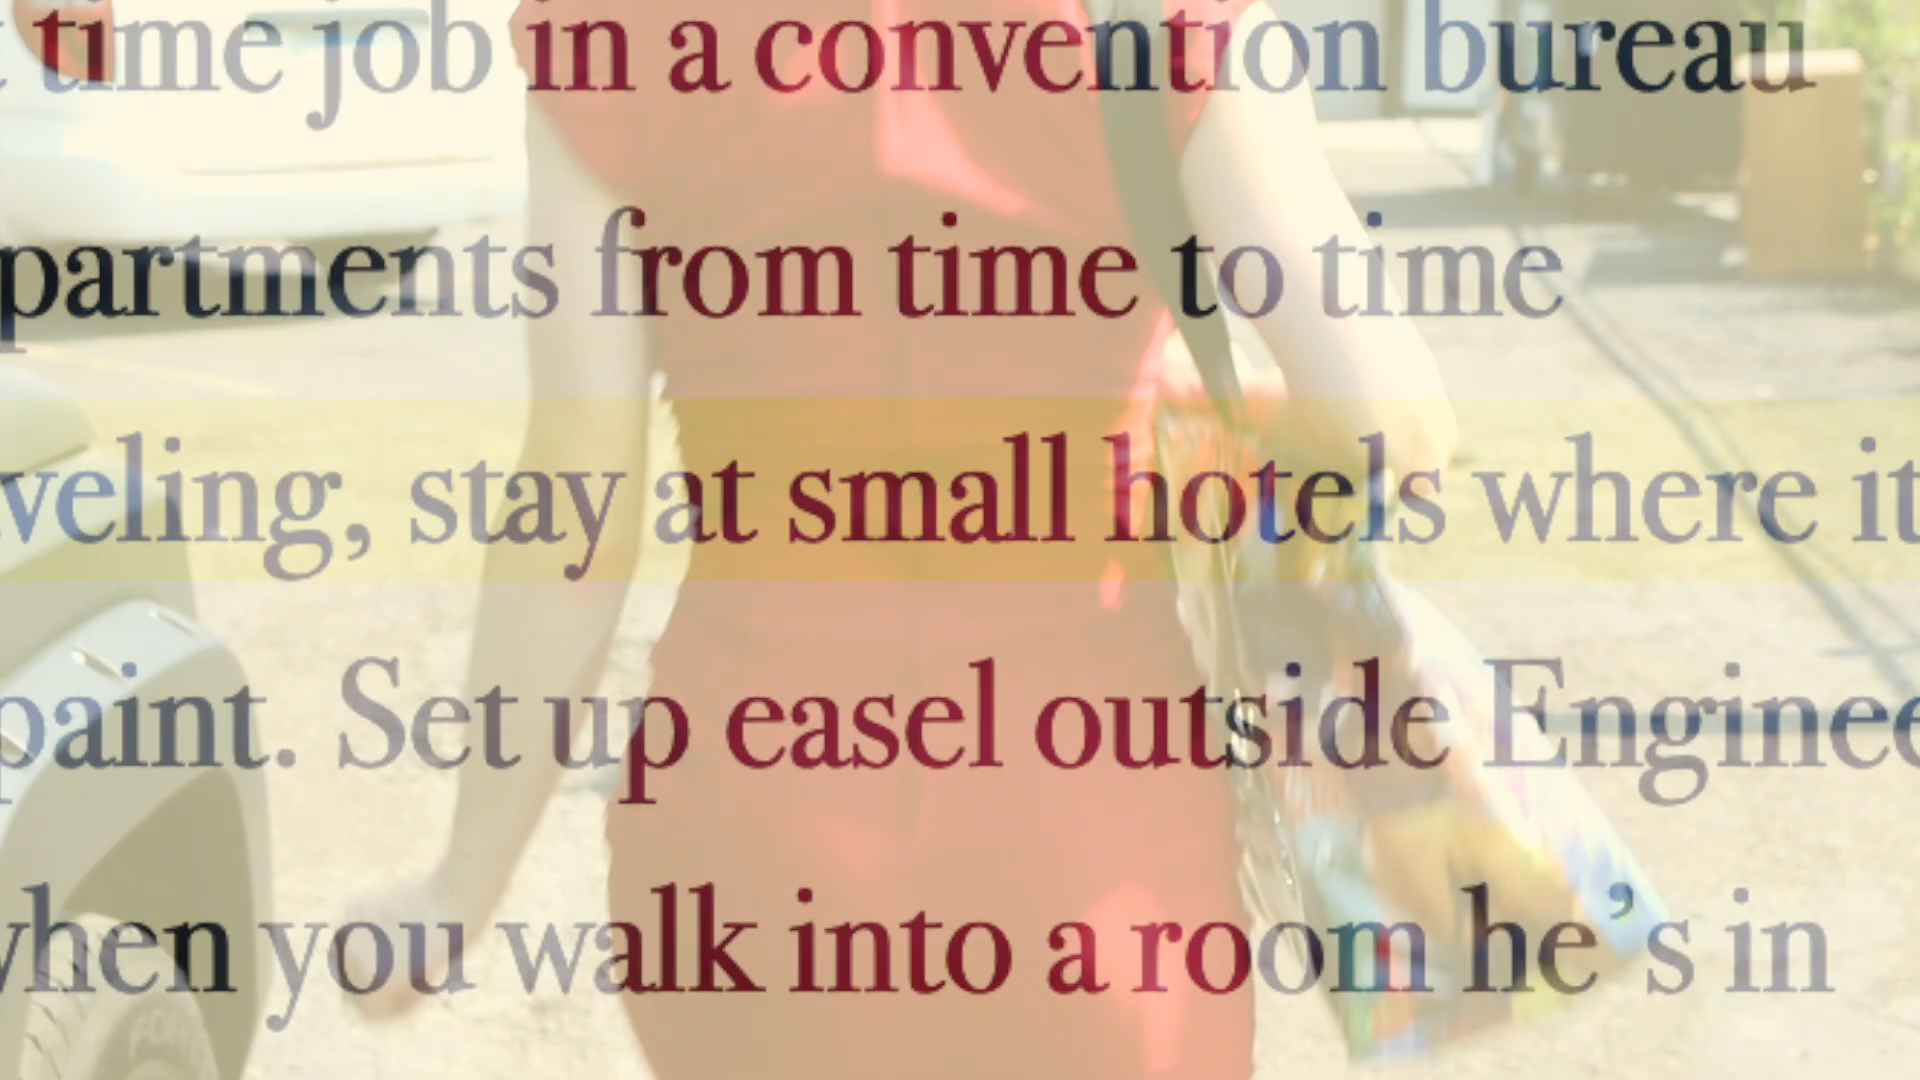 time job in a convention bureau
partments from time to time
veling, stay at small hotels where it
paint. Set up easel outside Enginee
when you walk into a room he’s in